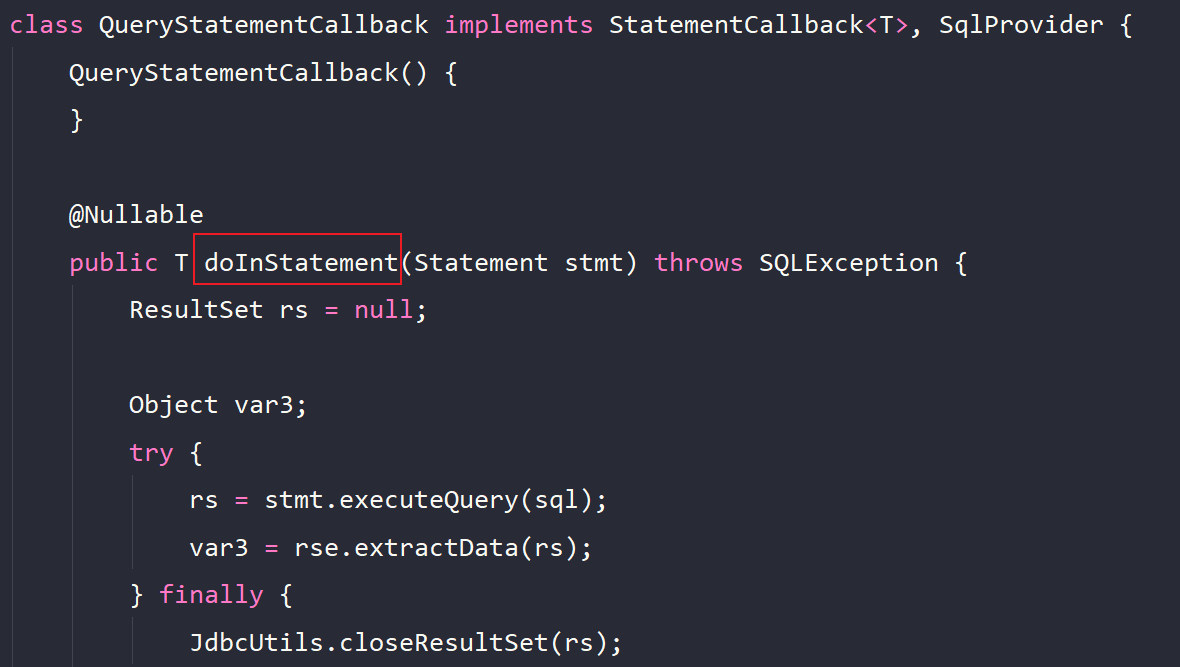 class QueryStatementCallback implements StatementCallback<T>, SqlProvider {
    QueryStatementCallback() {
    }

    @Nullable
    public T doInStatement(Statement stmt) throws SQLException {
        ResultSet rs = null;

        Object var3;
        try {
            rs = stmt.executeQuery(sql);
            var3 = rse.extractData(rs);
        } finally {
            JdbcUtils.closeResultSet(rs);